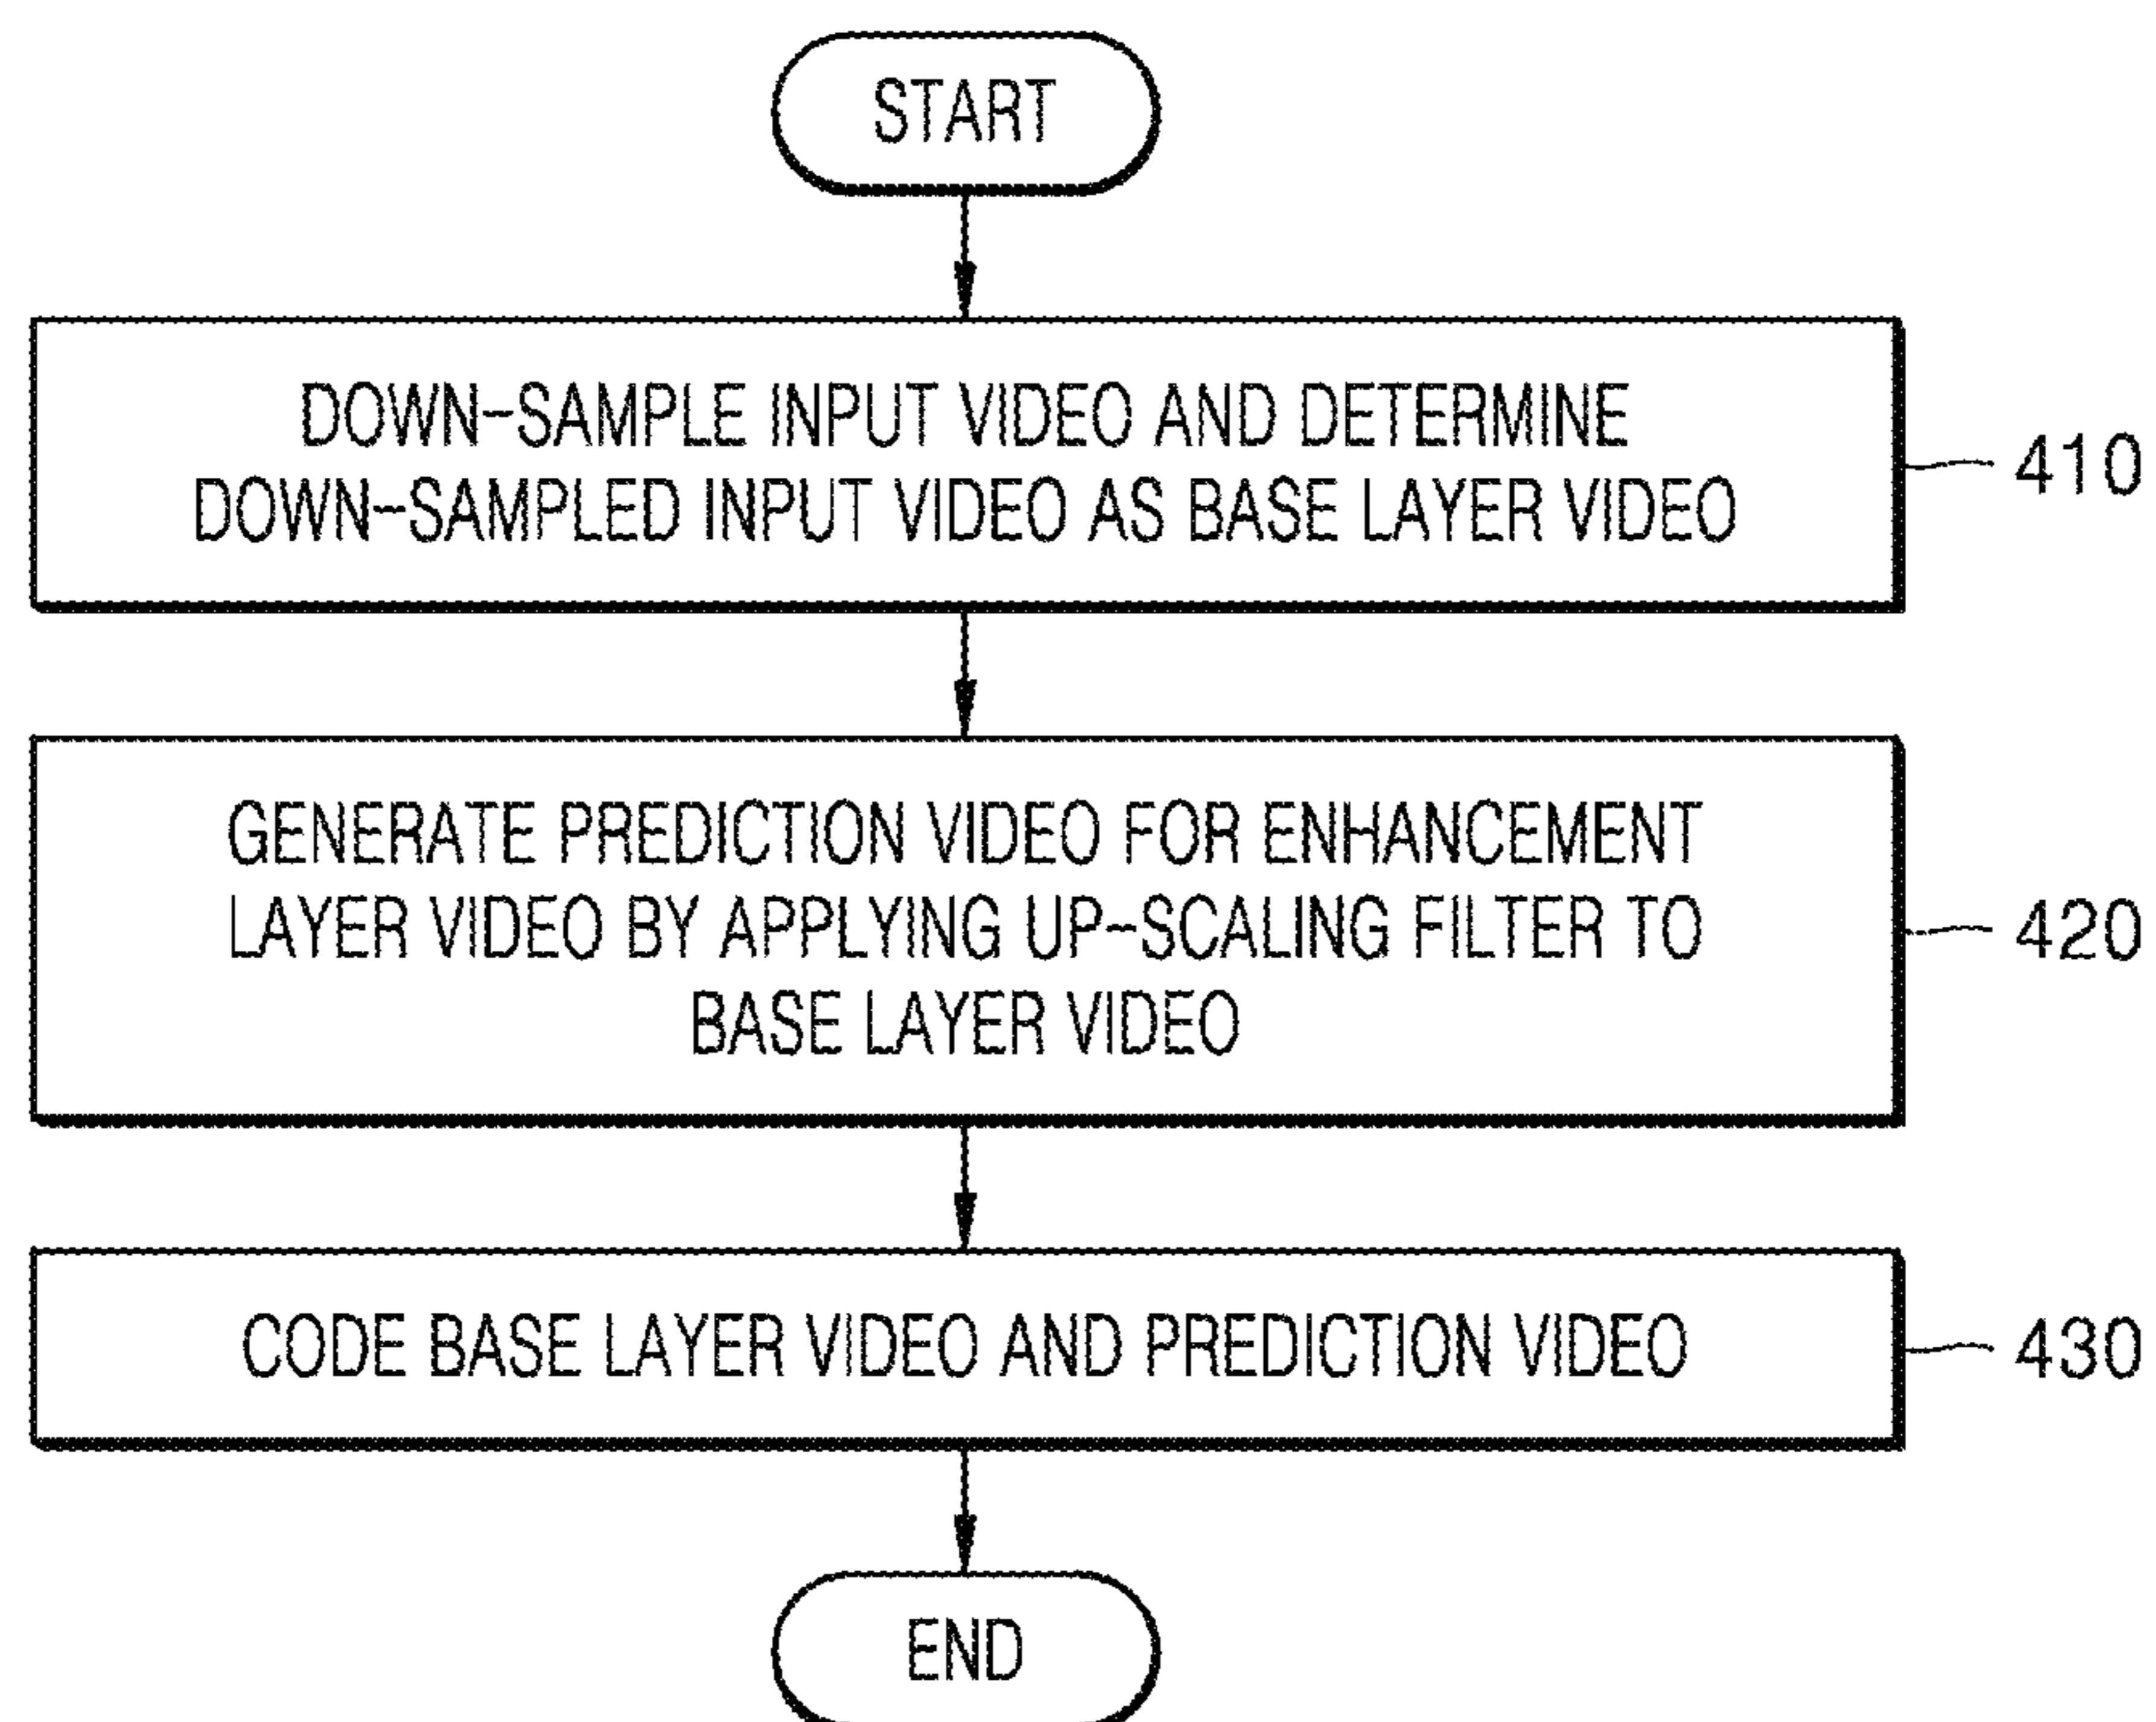 START
DOWN-SAMPLE INPUT VIDEO AND DETERMINE
DOWN-SAMPLED INPUT VIDEO AS BASE LAYER VIDEO
410
GENERATE PREDICTION VIDEO FOR ENHANCEMENT
LAYER VIDEO BY APPLYING UP-SCALING FILTER TO
BASE LAYER VIDEO
420
CODE BASE LAYER VIDEO AND PREDICTION VIDEO
430
END